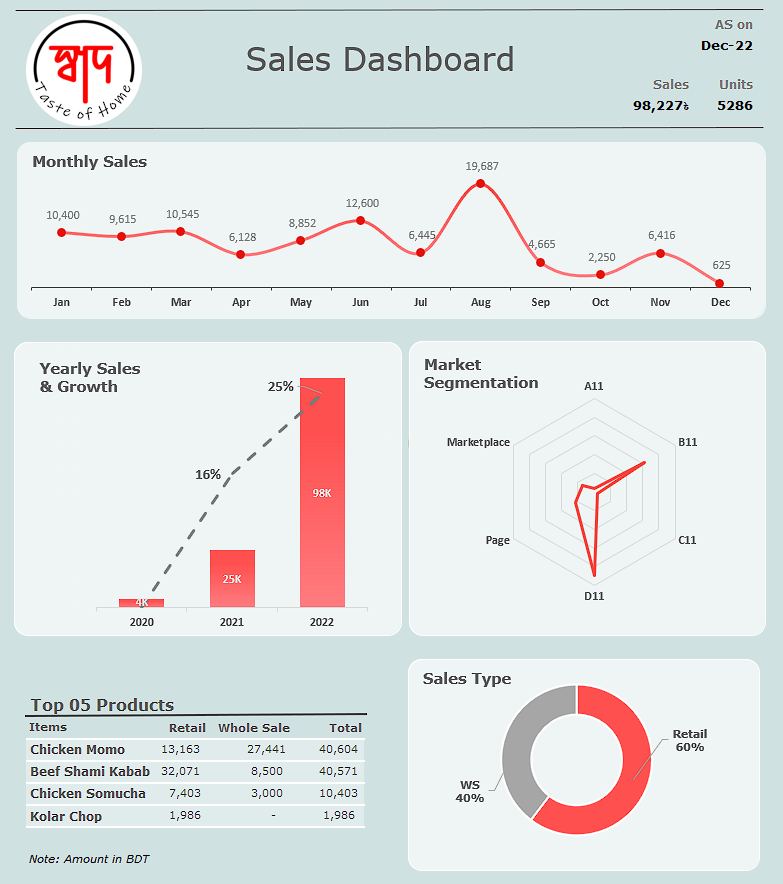 স্বাদ
Taste of Home
Sales Dashboard
AS on
Dec-22
Sales Units
98,227৳ 5286
Monthly Sales
19,687
12,600
10,400 9,615 10,545 8,852
6,128 6,445 4,665 2,250 6,416 625
Jan Feb Mar Apr May Jun Jul Aug Sep Oct Nov Dec
Yearly Sales
& Growth
25%
16%
98K
25K
4K
2020 2021 2022
Market
Segmentation
A11
Marketplace B11
Page C11
D11
Top 05 Products
Items Retail Whole Sale Total
Chicken Momo 13,163 27,441 40,604
Beef Shami Kabab 32,071 8,500 40,571
Chicken Somucha 7,403 3,000 10,403
Kolar Chop 1,986 - 1,986
Note: Amount in BDT
Sales Type
Retail
60%
WS
40%